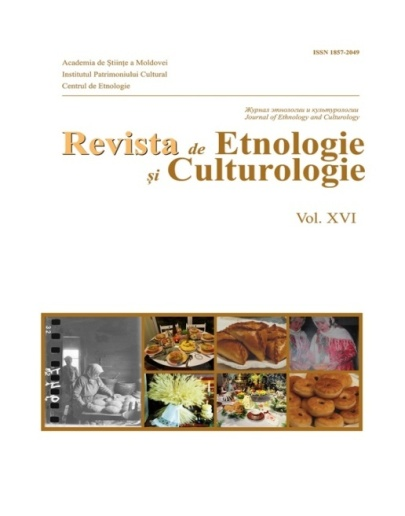 ISSN 1857-2049
Academia de Științe a Moldovei
Institutul Patrimoniului Cultural
Centrul de Etnologie
Журнал этнологии и культурологии
Journal of Ethnology and Culturology
Revista de Etnologie
și Culturologie
Vol. XVI